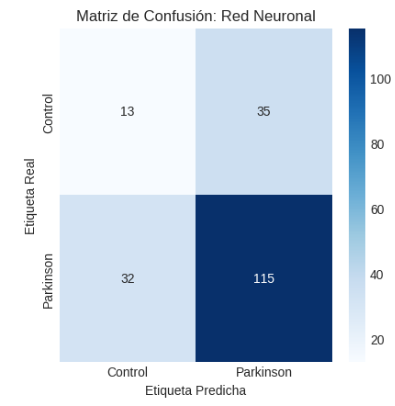 Matriz de Confusión: Red Neuronal
Etiqueta Real
Control
13
35
Parkinson
32
115
Control
Parkinson
Etiqueta Predicha
100
80
60
40
20